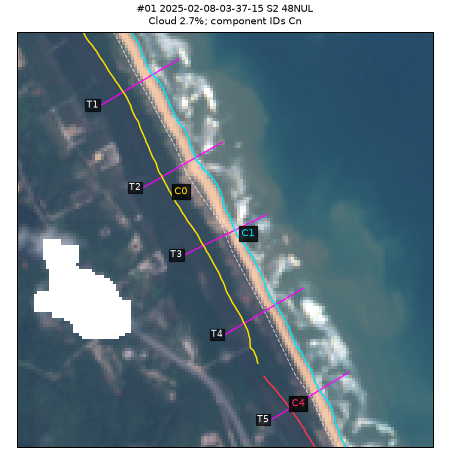 #01 2025-02-08-03-37-15 S2 48NUL
Cloud 2.7%; component IDs Cn
T1
T2
C0
C1
T3
T4
C4
T5